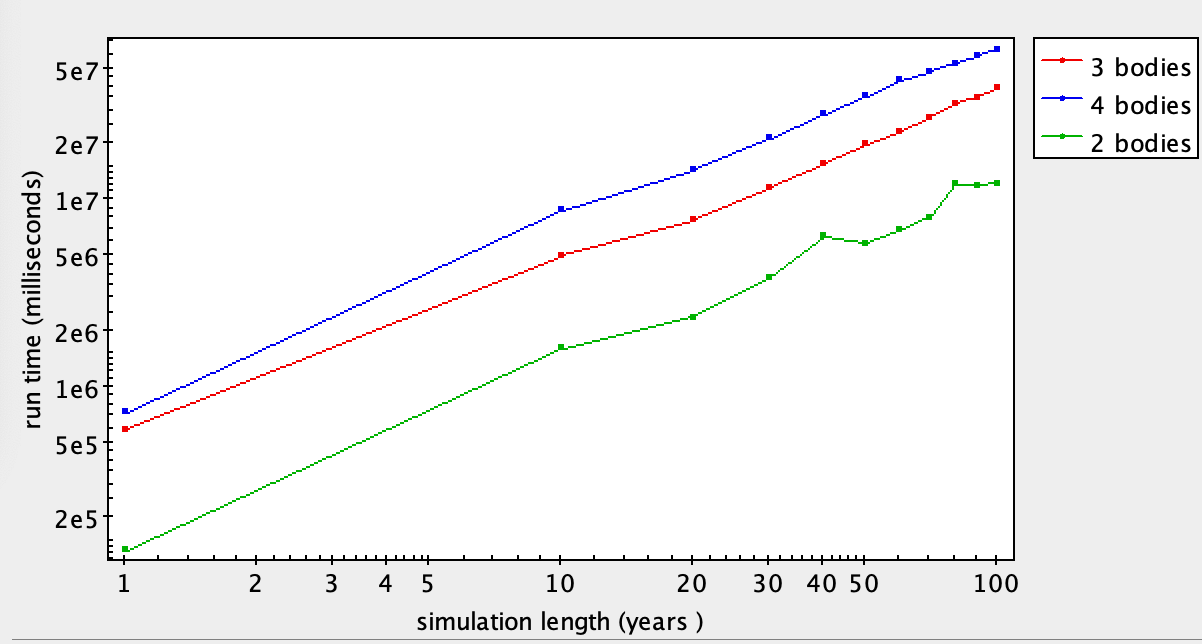 5e7
2e7
1e7
5e6
2e6
1e6
5e5
2e5
run time (milliseconds)
1 2 3 4 5 10 20 30 40 50 100
simulation length (years )
3 bodies
4 bodies
2 bodies